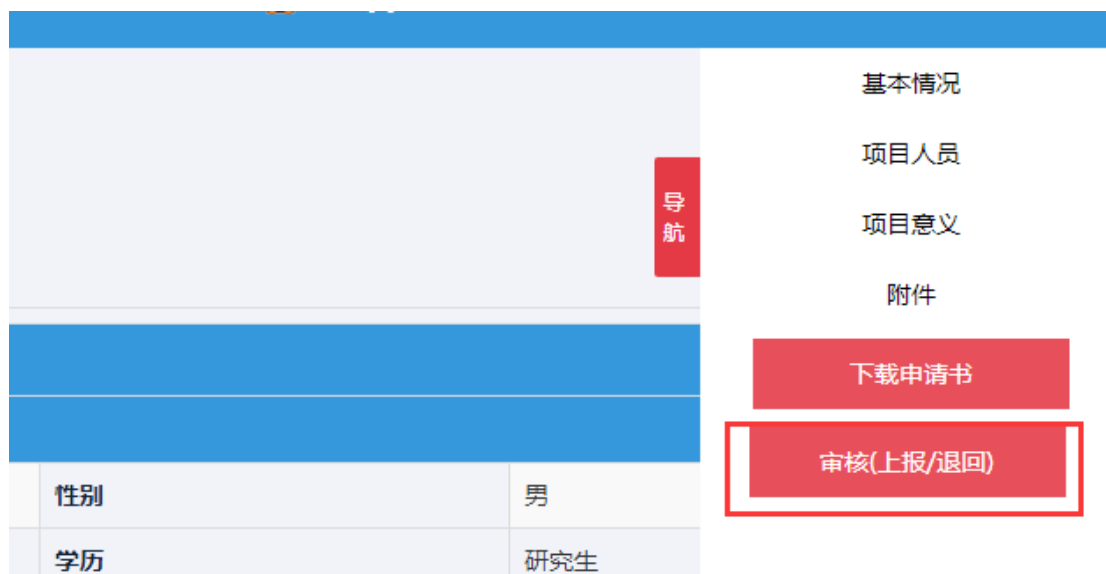 基本情况
项目人员
项目意义
附件
导
航
下载申请书
审核(上报/退回)
性别 男
学历 研究生